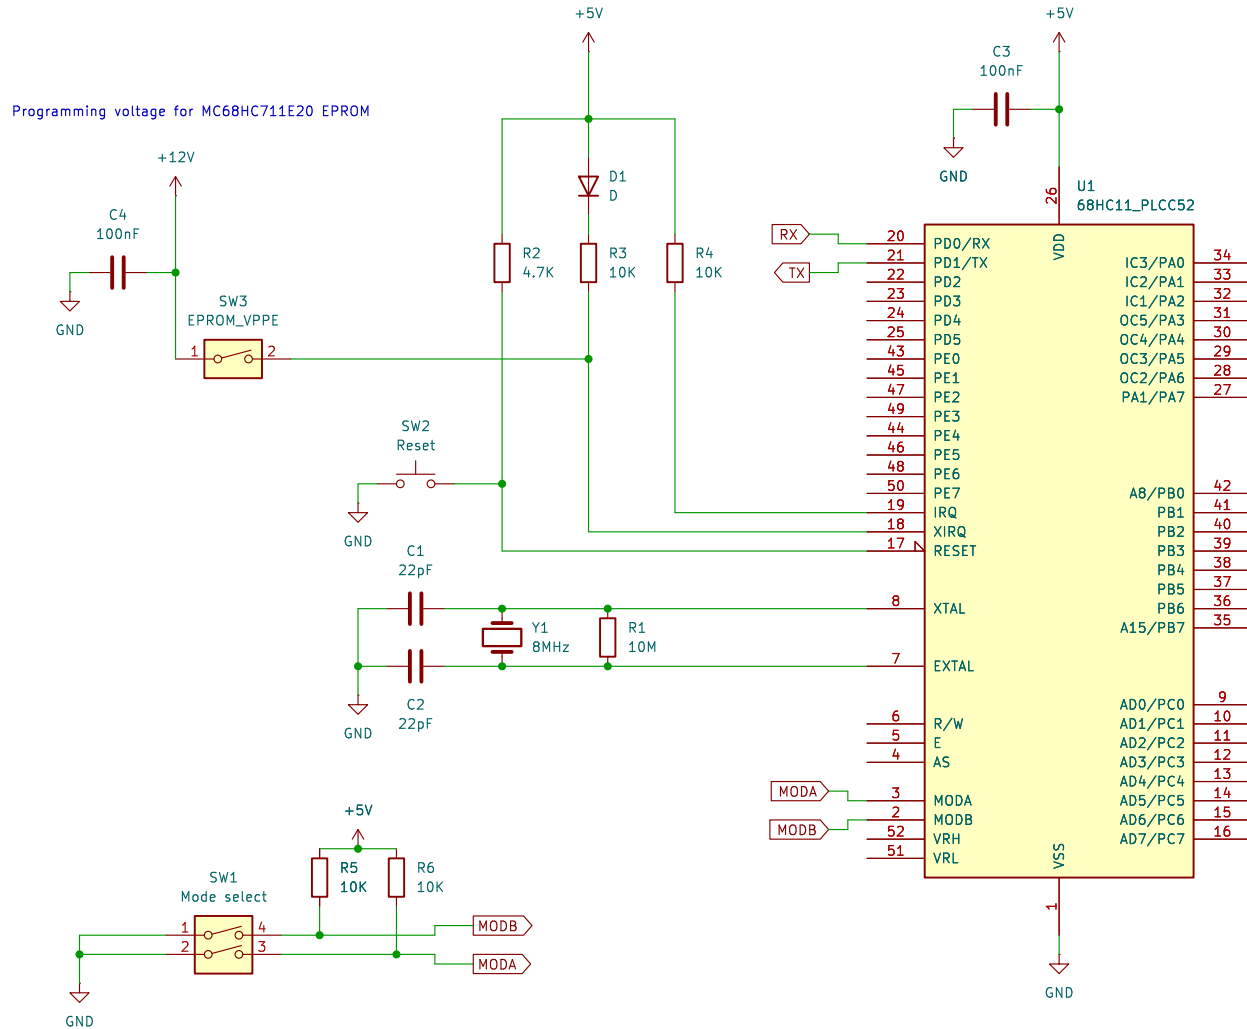 +5V
+5V
C3
100nF
Programming voltage for MC68HC711E20 EPROM
+12V
GND
D1
D
U1
68HC11_PLCC52
26
C4
100nF
R2
4.7K
R3
10K
R4
10K
RX
TX
GND
SW3
EPROM_VPPE
1
2
SW2
Reset
GND
C1
22pF
Y1
8MHz
R1
10M
C2
22pF
GND
20 PD0/RX
21 PD1/TX
22 PD2
23 PD3
24 PD4
25 PD5
43 PE0
45 PE1
47 PE2
49 PE3
44 PE4
46 PE5
48 PE6
50 PE7
19 IRQ
18 XIRQ
17 RESET
8 XTAL
7 EXTAL
6 R/W
5 E
4 AS
MODA
3 MODA
MODB
2 MODB
52 VRH
51 VRL
VDD
IC3/PA0 34
IC2/PA1 33
IC1/PA2 32
OC5/PA3 31
OC4/PA4 30
OC3/PA5 29
OC2/PA6 28
PA1/PA7 27
A8/PB0 42
PB1 41
PB2 40
PB3 39
PB4 38
PB5 37
PB6 36
A15/PB7 35
AD0/PC0 9
AD1/PC1 10
AD2/PC2 11
AD3/PC3 12
AD4/PC4 13
AD5/PC5 14
AD6/PC6 15
AD7/PC7 16
VSS
1
GND
+5V
R5
10K
R6
10K
SW1
Mode select
1
4
2
3
MODB
MODA
GND